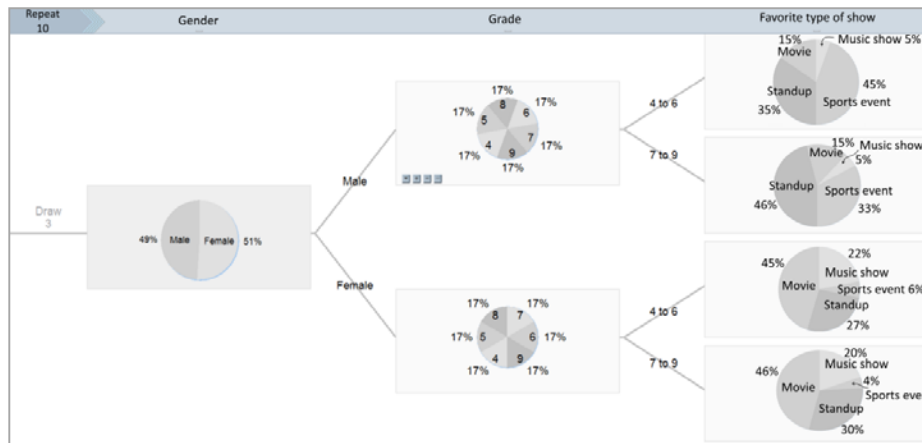 Repeat
10
Gender
Grade
Favorite type of show
Draw
3
49%
Male
Female
51%
Male
Female
17%
17%
17%
17%
17%
17%
8
6
7
9
4
5
4 to 6
7 to 9
17%
17%
17%
17%
17%
17%
8
7
6
9
4
5
4 to 6
7 to 9
15%
Movie
Music show 5%
45%
Sports event
Standup
35%
15%
Movie
Music show
5%
Standup
46%
Sports event
33%
45%
Movie
22%
Music show
Sports event 6%
Standup
27%
46%
Movie
20%
Music show
4%
Sports eve
Standup
30%